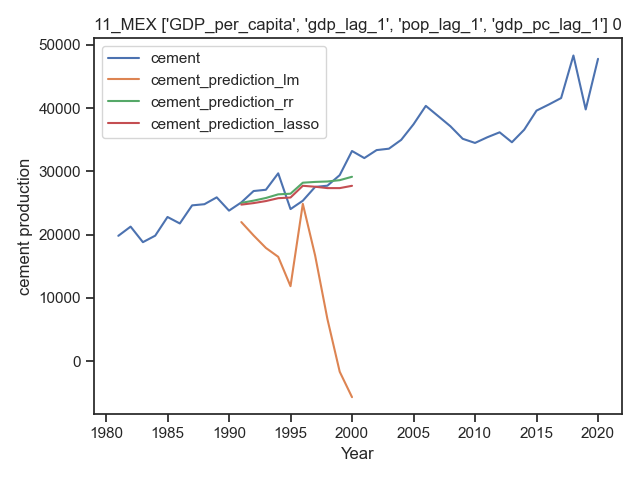 11_MEX ['GDP_per_capita', 'gdp_lag_1', 'pop_lag_1', 'gdp_pc_lag_1'] 0
50000
40000
30000
20000
10000
0
cement production
cement
cement_prediction_lm
cement_prediction_rr
cement_prediction_lasso
1980
1985
1990
1995
2000
2005
2010
2015
2020
Year